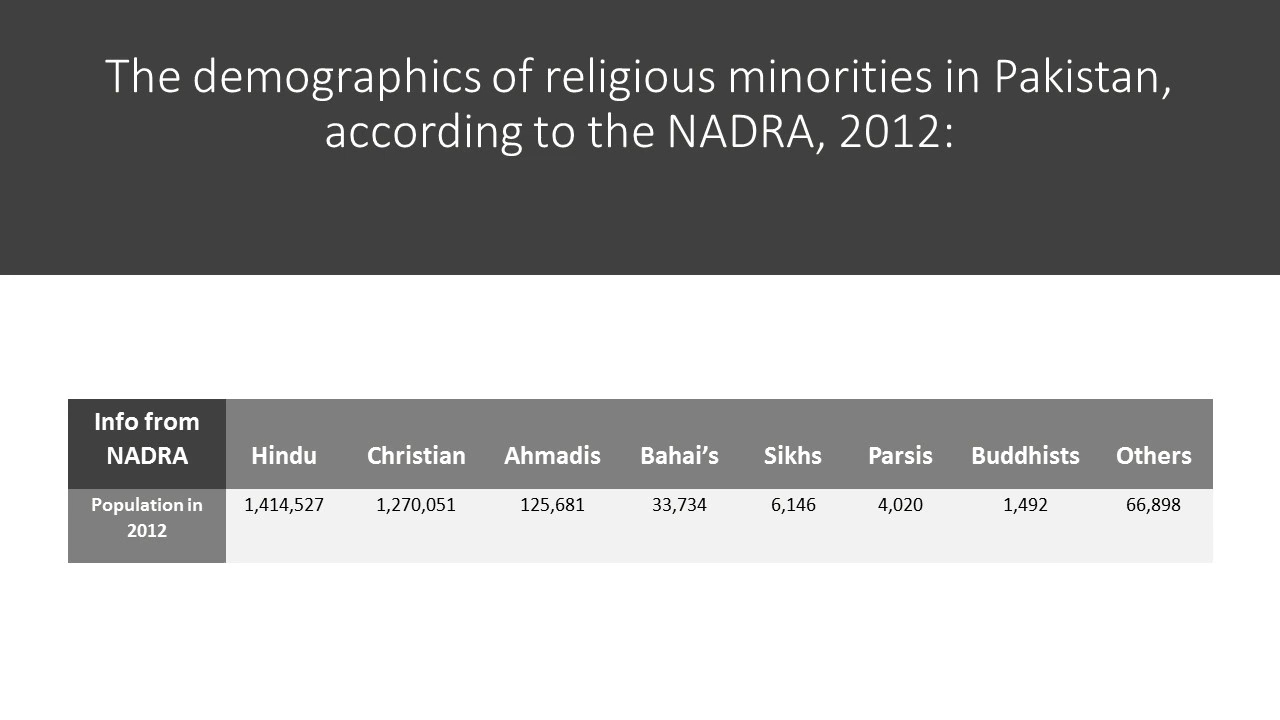 The demographics of religious minorities in Pakistan,
according to the NADRA, 2012:
Info from
NADRA Hindu Christian Ahmadis Bahai’s Sikhs Parsis Buddhists Others
Population in 1,414,527 1,270,051 125,681 33,734 6,146 4,020 1,492 66,898
2012